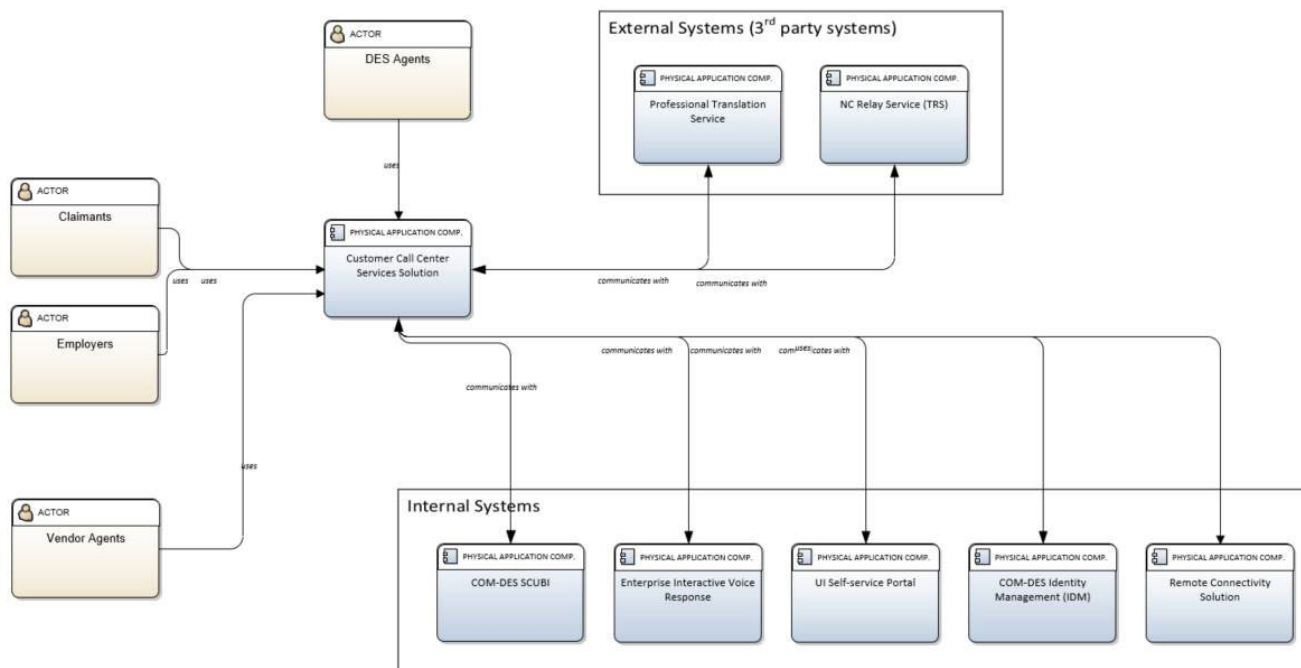 ACTOR
DES Agents
External Systems (3rd party systems)
PHYSICAL APPLICATION COMP.
Professional Translation
Service
PHYSICAL APPLICATION COMP.
NC Relay Service (TRS)
uses
ACTOR
Claimants
PHYSICAL APPLICATION COMP.
Customer Call Center
Services Solution
uses
uses
communicates with
communicates with
ACTOR
Employers
communicates with
communicates with
uses
communicates with
uses
ACTOR
Vendor Agents
Internal Systems
PHYSICAL APPLICATION COMP.
COM-DES SCUBI
PHYSICAL APPLICATION COMP.
Enterprise Interactive Voice
Response
PHYSICAL APPLICATION COMP.
UI Self-service Portal
PHYSICAL APPLICATION COMP.
COM-DES Identity
Management (IDM)
PHYSICAL APPLICATION COMP.
Remote Connectivity
Solution